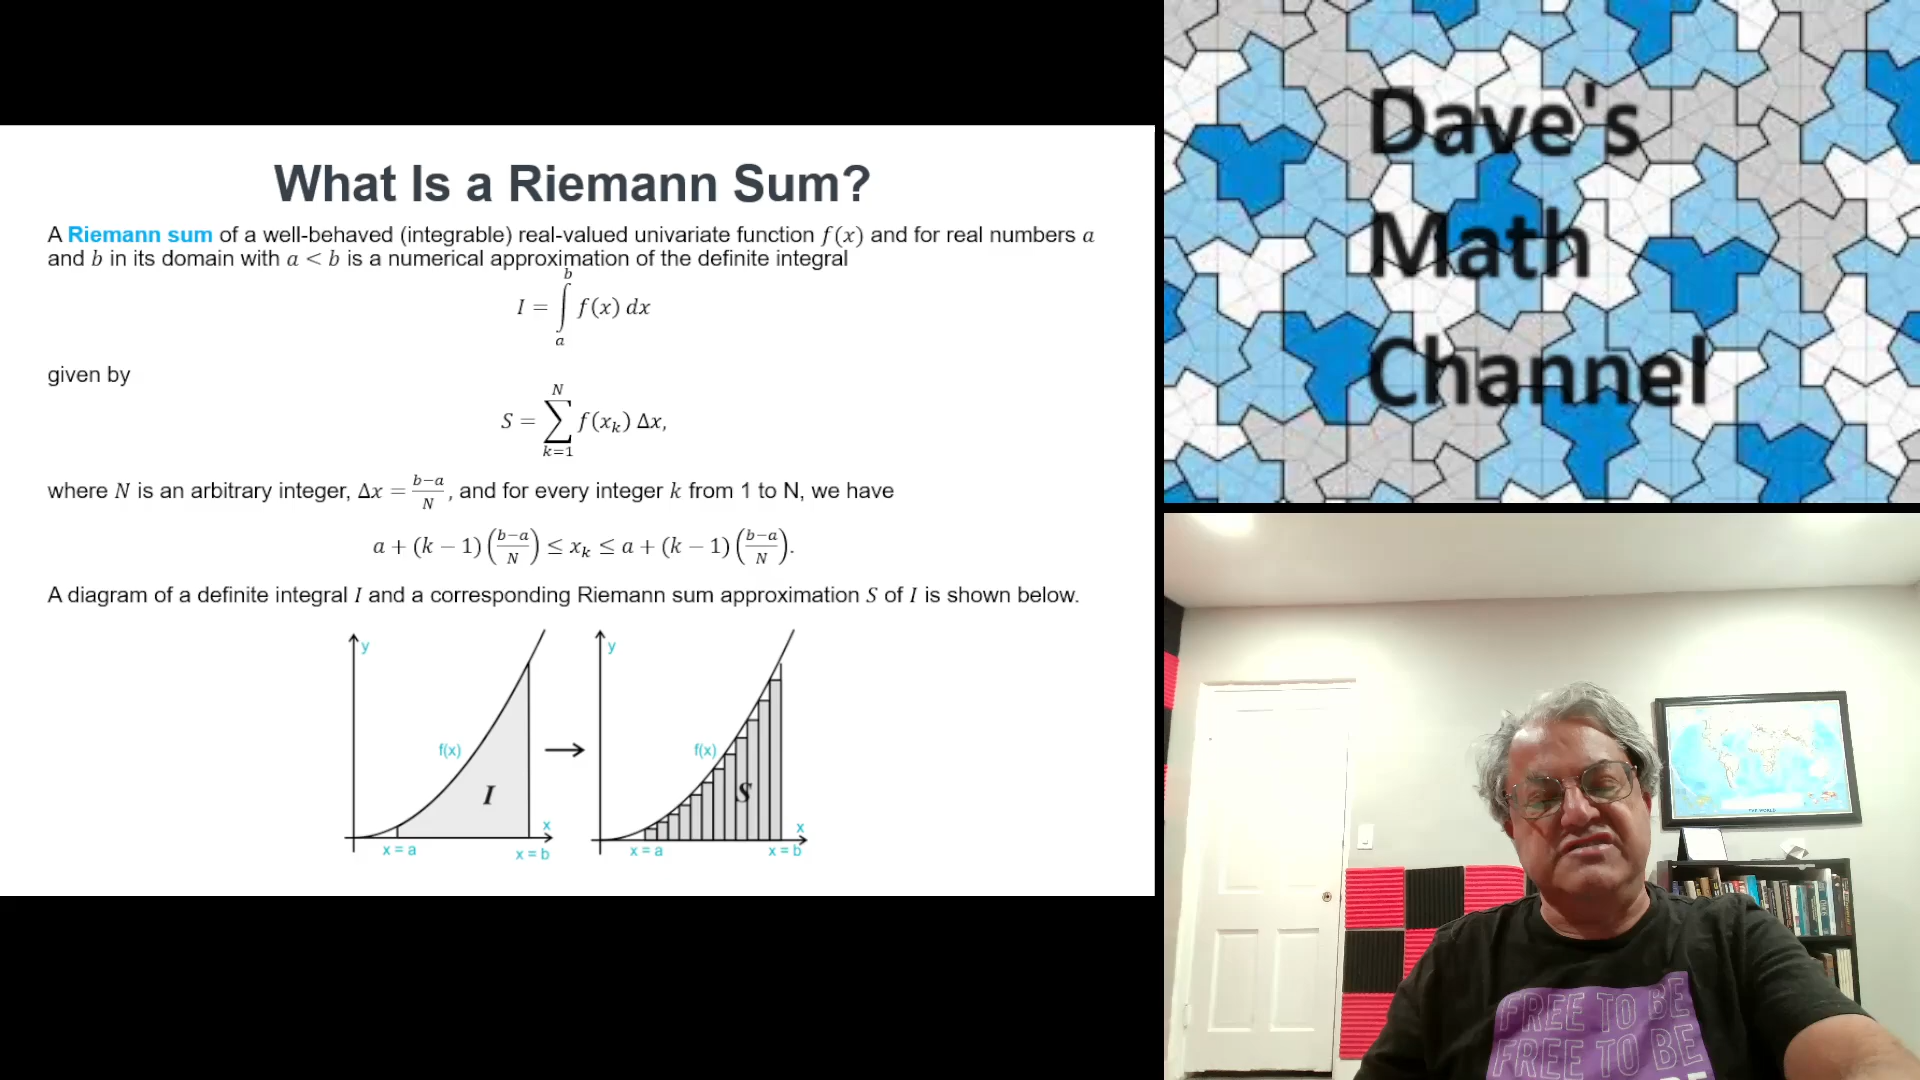 What Is a Riemann Sum?
A Riemann sum of a well-behaved (integrable) real-valued univariate function f(x) and for real numbers a
and b in its domain with a < b is a numerical approximation of the definite integral
I = ∫_a^b f(x) dx
given by
S = ∑_{k=1}^N f(x_k) Δx,
where N is an arbitrary integer, Δx = (b−a)/N, and for every integer k from 1 to N, we have
a + (k − 1)((b−a)/N) ≤ x_k ≤ a + (k − 1)((b−a)/N).
A diagram of a definite integral I and a corresponding Riemann sum approximation S of I is shown below.
y
f(x)
I
x
x = a
x = b
y
f(x)
S
x
x = a
x = b
Dave's
Math
Channel
THE WORLD
FREE TO BE
FREE TO BE